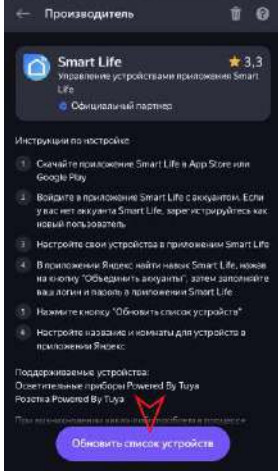 Производитель
Smart Life
3,3
Управление устройствами приложения Smart
Life
Официальный партнер
Инструкции по настройке
1 Скачайте приложение Smart Life в App Store или
Google Play
2 Войдите в приложение Smart Life с аккаунтом. Если
у вас нет аккаунта Smart Life, зарегистрируйтесь как
новый пользователь
3 Настройте свои устройства в приложении Smart Life
4 В приложении Яндекс найти навык Smart Life, нажав
на кнопку "Объединить аккаунты", затем заполняйте
ваш логин и пароль в приложении Smart Life
5 Нажмите кнопку "Обновить список устройств"
6 Настройте название и комнаты для устройств в
приложении Яндекс
Поддерживаемые устройства:
Осветительные приборы Powered By Tuya
Розетка Powered By Tuya
При возникновении
в процессе
Обновить список устройств